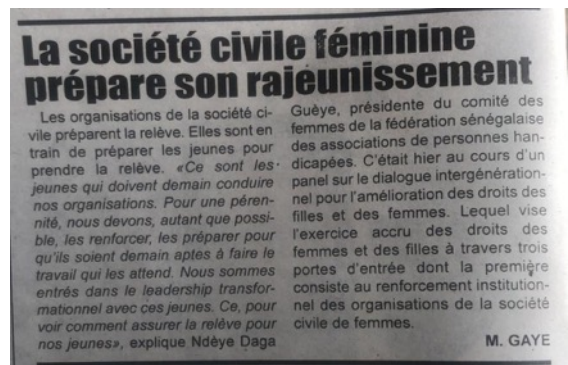 La société civile féminine
prépare son rajeunissement
Les organisations de la société ci-
vile préparent la relève. Elles sont en
train de préparer les jeunes pour
prendre la relève. «Ce sont les
jeunes qui doivent demain conduire
nos organisations. Pour une péren-
nité, nous devons, autant que possi-
ble, les renforcer, les préparer pour
qu'ils soient demain aptes à faire le
travail qui les attend. Nous sommes
entrés dans le leadership transfor-
mationnel avec ces jeunes. Ce, pour
voir comment assurer la relève pour
nos jeunes», explique Ndèye Daga
Guèye, présidente du comité des
femmes de la fédération sénégalaise
des associations de personnes han-
dicapées. C'était hier au cours d'un
panel sur le dialogue intergénération-
nel pour l'amélioration des droits des
filles et des femmes. Lequel vise
l'exercice accru des droits des
femmes et des filles à travers trois
portes d'entrée dont la première
consiste au renforcement institution-
nel des organisations de la société
civile de femmes.
M. GAYE